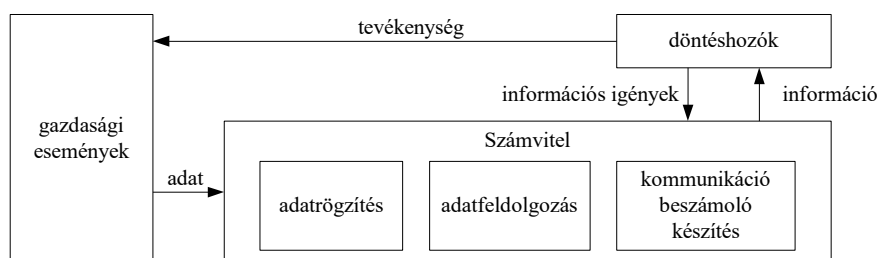 tevékenység
döntéshozók
információs igények
információ
gazdasági
események
Számvitel
adat
adatrögzítés
adatfeldolgozás
kommunikáció
beszámoló
készítés